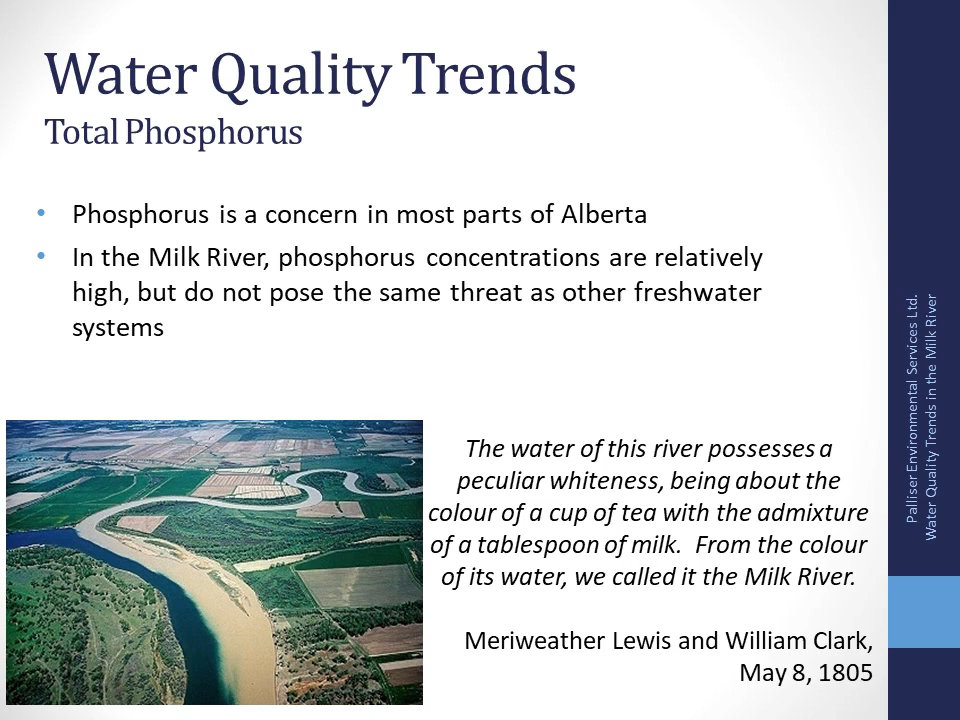 Water Quality Trends
Total Phosphorus
• Phosphorus is a concern in most parts of Alberta
• In the Milk River, phosphorus concentrations are relatively
high, but do not pose the same threat as other freshwater
systems
The water of this river possesses a
peculiar whiteness, being about the
colour of a cup of tea with the admixture
of a tablespoon of milk.  From the colour
of its water, we called it the Milk River.
Meriweather Lewis and William Clark,
May 8, 1805
Palliser Environmental Services Ltd.
Water Quality Trends in the Milk River